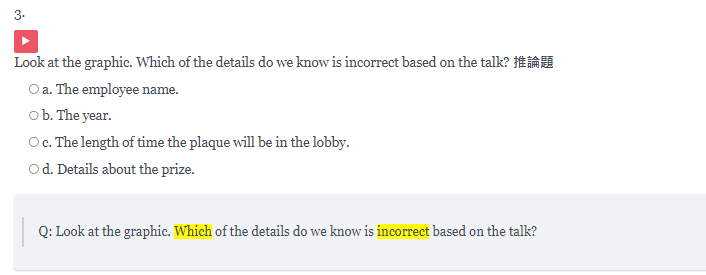 3.
Look at the graphic. Which of the details do we know is incorrect based on the talk? 推論題
a. The employee name.
b. The year.
c. The length of time the plaque will be in the lobby.
d. Details about the prize.
Q: Look at the graphic. Which of the details do we know is incorrect based on the talk?